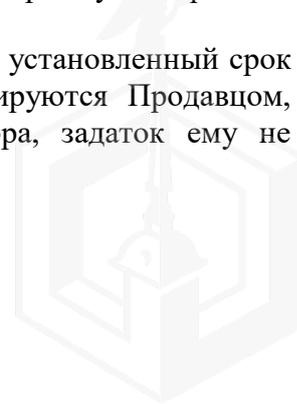 установленный срок
ируются Продавцом,
ра, задаток ему не